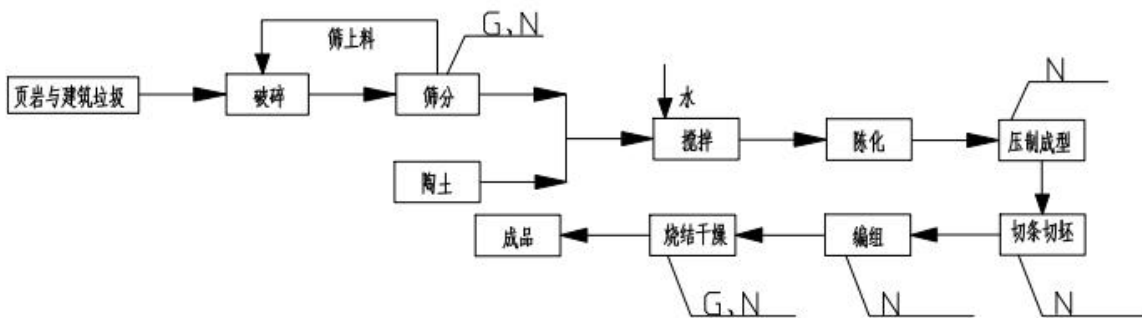 筛上料
G、N
页岩与建筑垃圾
破碎
筛分
水
N
搅拌
陈化
压制成型
陶土
成品
烧结干燥
编组
切条切坯
G、N
N
N